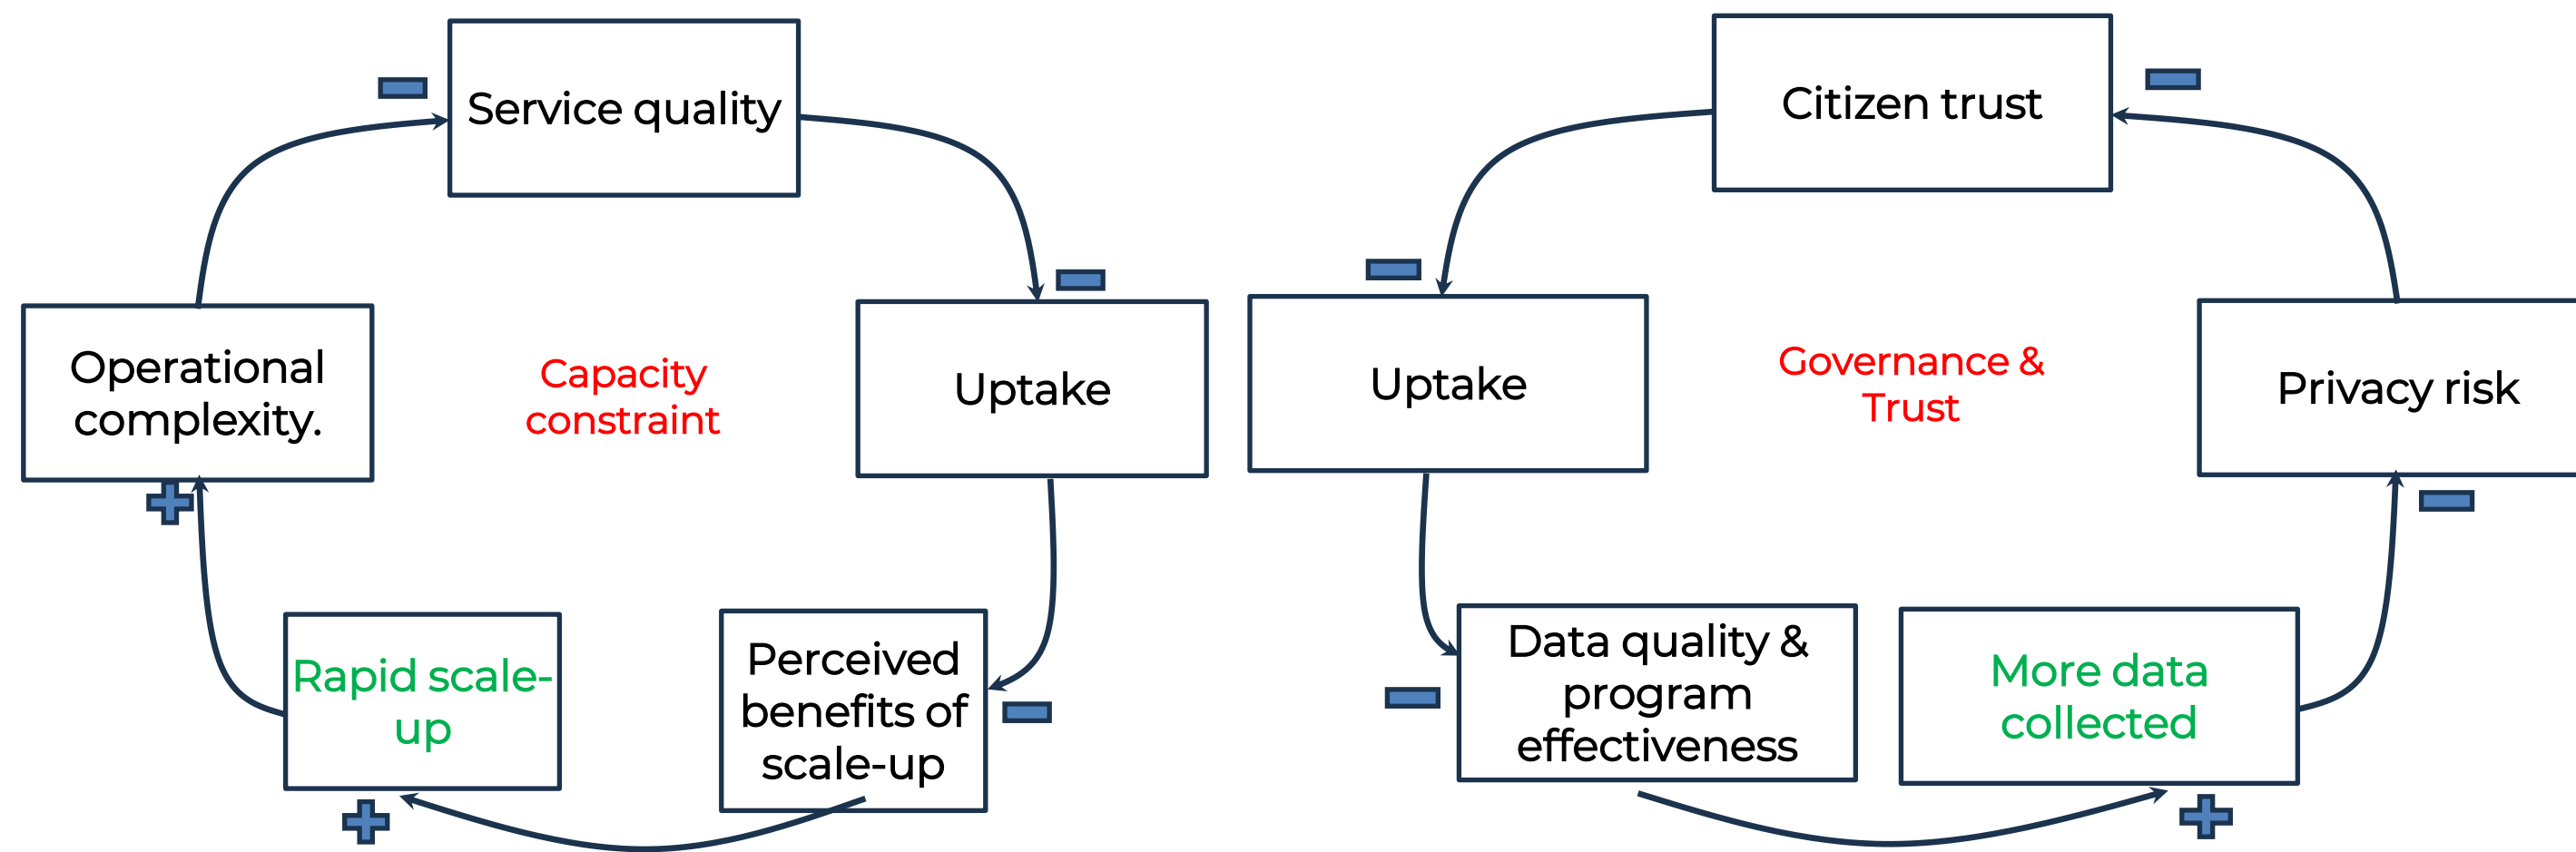 Service quality
Operational
complexity.
Capacity
constraint
Uptake
Rapid scale-
up
Perceived
benefits of
scale-up
Citizen trust
Uptake
Governance &
Trust
Privacy risk
Data quality &
program
effectiveness
More data
collected